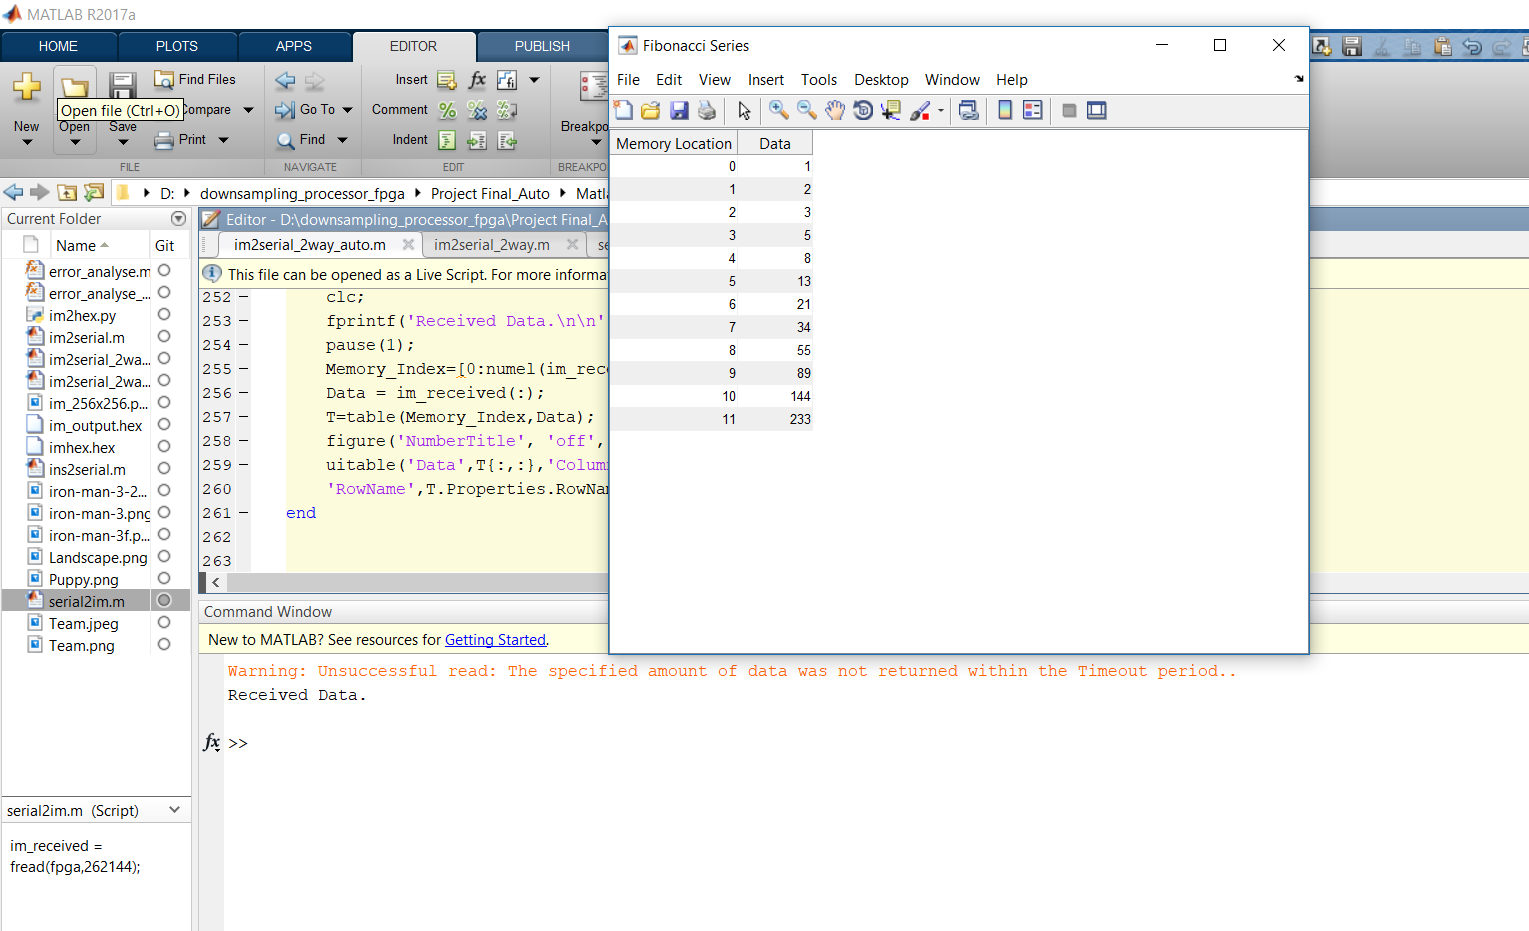 MATLAB R2017a
HOME PLOTS APPS EDITOR PUBLISH
New
Open
Save
Find Files
Compare
Print
Open file (Ctrl+O)
FILE
Go To
Find
NAVIGATE
Insert
Comment
Indent
EDIT
BREAKPO
D: downsampling_processor_fpga Project Final_Auto
Current Folder
Name Git
error_analyse.m
error_analyse_...
im2hex.py
im2serial.m
im2serial_2wa...
im2serial_2wa...
im_256x256.p...
im_output.hex
imhex.hex
ins2serial.m
iron-man-3-2...
iron-man-3.png
iron-man-3f.p...
Landscape.png
Puppy.png
serial2im.m
Team.jpeg
Team.png
serial2im.m (Script)
im_received =
fread(fpga,262144);
Editor - D:\downsampling_processor_fpga\Project Final_A
im2serial_2way_auto.m im2serial_2way.m se
This file can be opened as a Live Script. For more informa
252 clc;
253 fprintf('Received Data.\n\n'
254 pause(1);
255 Memory_Index=[0:numel(im_rec
256 Data = im_received(:);
257 T=table(Memory_Index,Data);
258 figure('NumberTitle', 'off',
259 uitable('Data',T{:,:},'Colum
260 'RowName',T.Properties.RowNa
261 end
262
263
Command Window
New to MATLAB? See resources for Getting Started.
Warning: Unsuccessful read: The specified amount of data was not returned within the Timeout period..
Received Data.
fx >>
Fibonacci Series
File Edit View Insert Tools Desktop Window Help
Memory Location Data
0 1
1 2
2 3
3 5
4 8
5 13
6 21
7 34
8 55
9 89
10 144
11 233